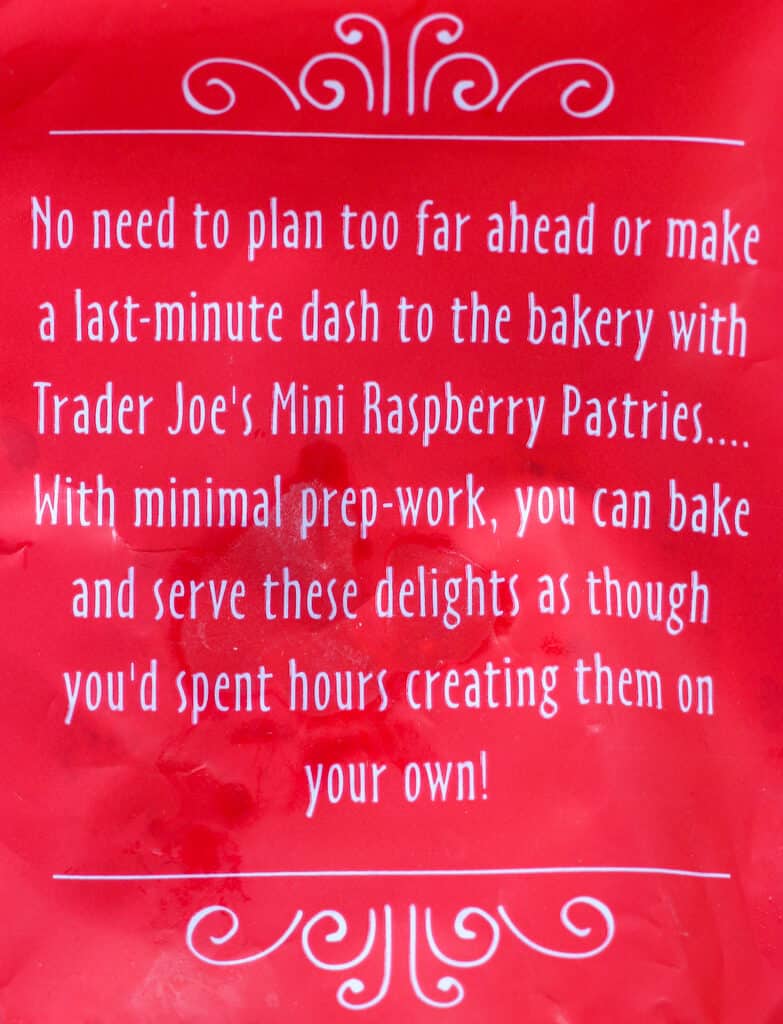 No need to plan too far ahead or make
a last-minute dash to the bakery with
Trader Joe's Mini Raspberry Pastries....
With minimal prep-work, you can bake
and serve these delights as though
you'd spent hours creating them on
your own!